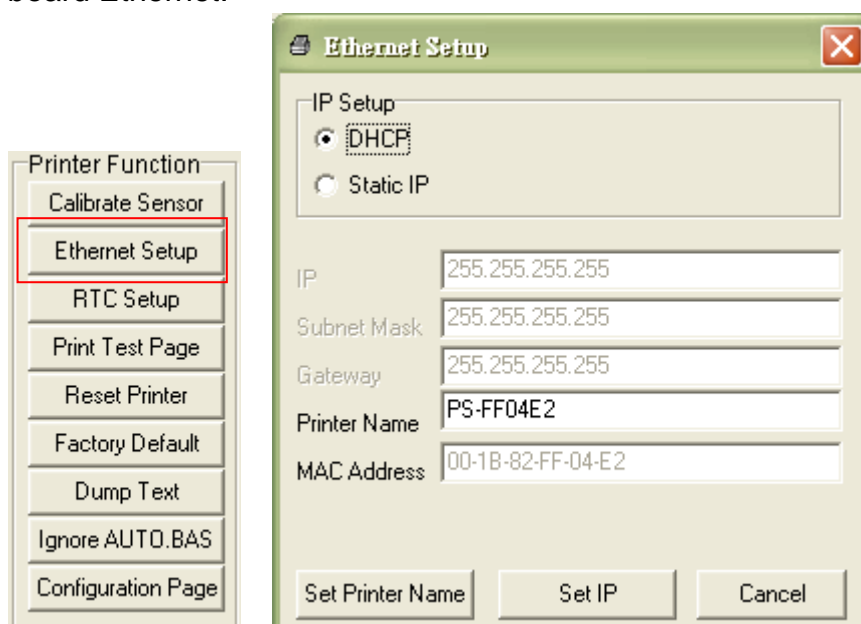 board Ethernet.
Printer Function
Calibrate Sensor
Ethernet Setup
RTC Setup
Print Test Page
Reset Printer
Factory Default
Dump Text
Ignore AUTO.BAS
Configuration Page
Ethernet Setup
IP Setup
DHCP
Static IP
IP 255.255.255.255
Subnet Mask 255.255.255.255
Gateway 255.255.255.255
Printer Name PS-FF04E2
MAC Address 00-1B-82-FF-04-E2
Set Printer Name Set IP Cancel